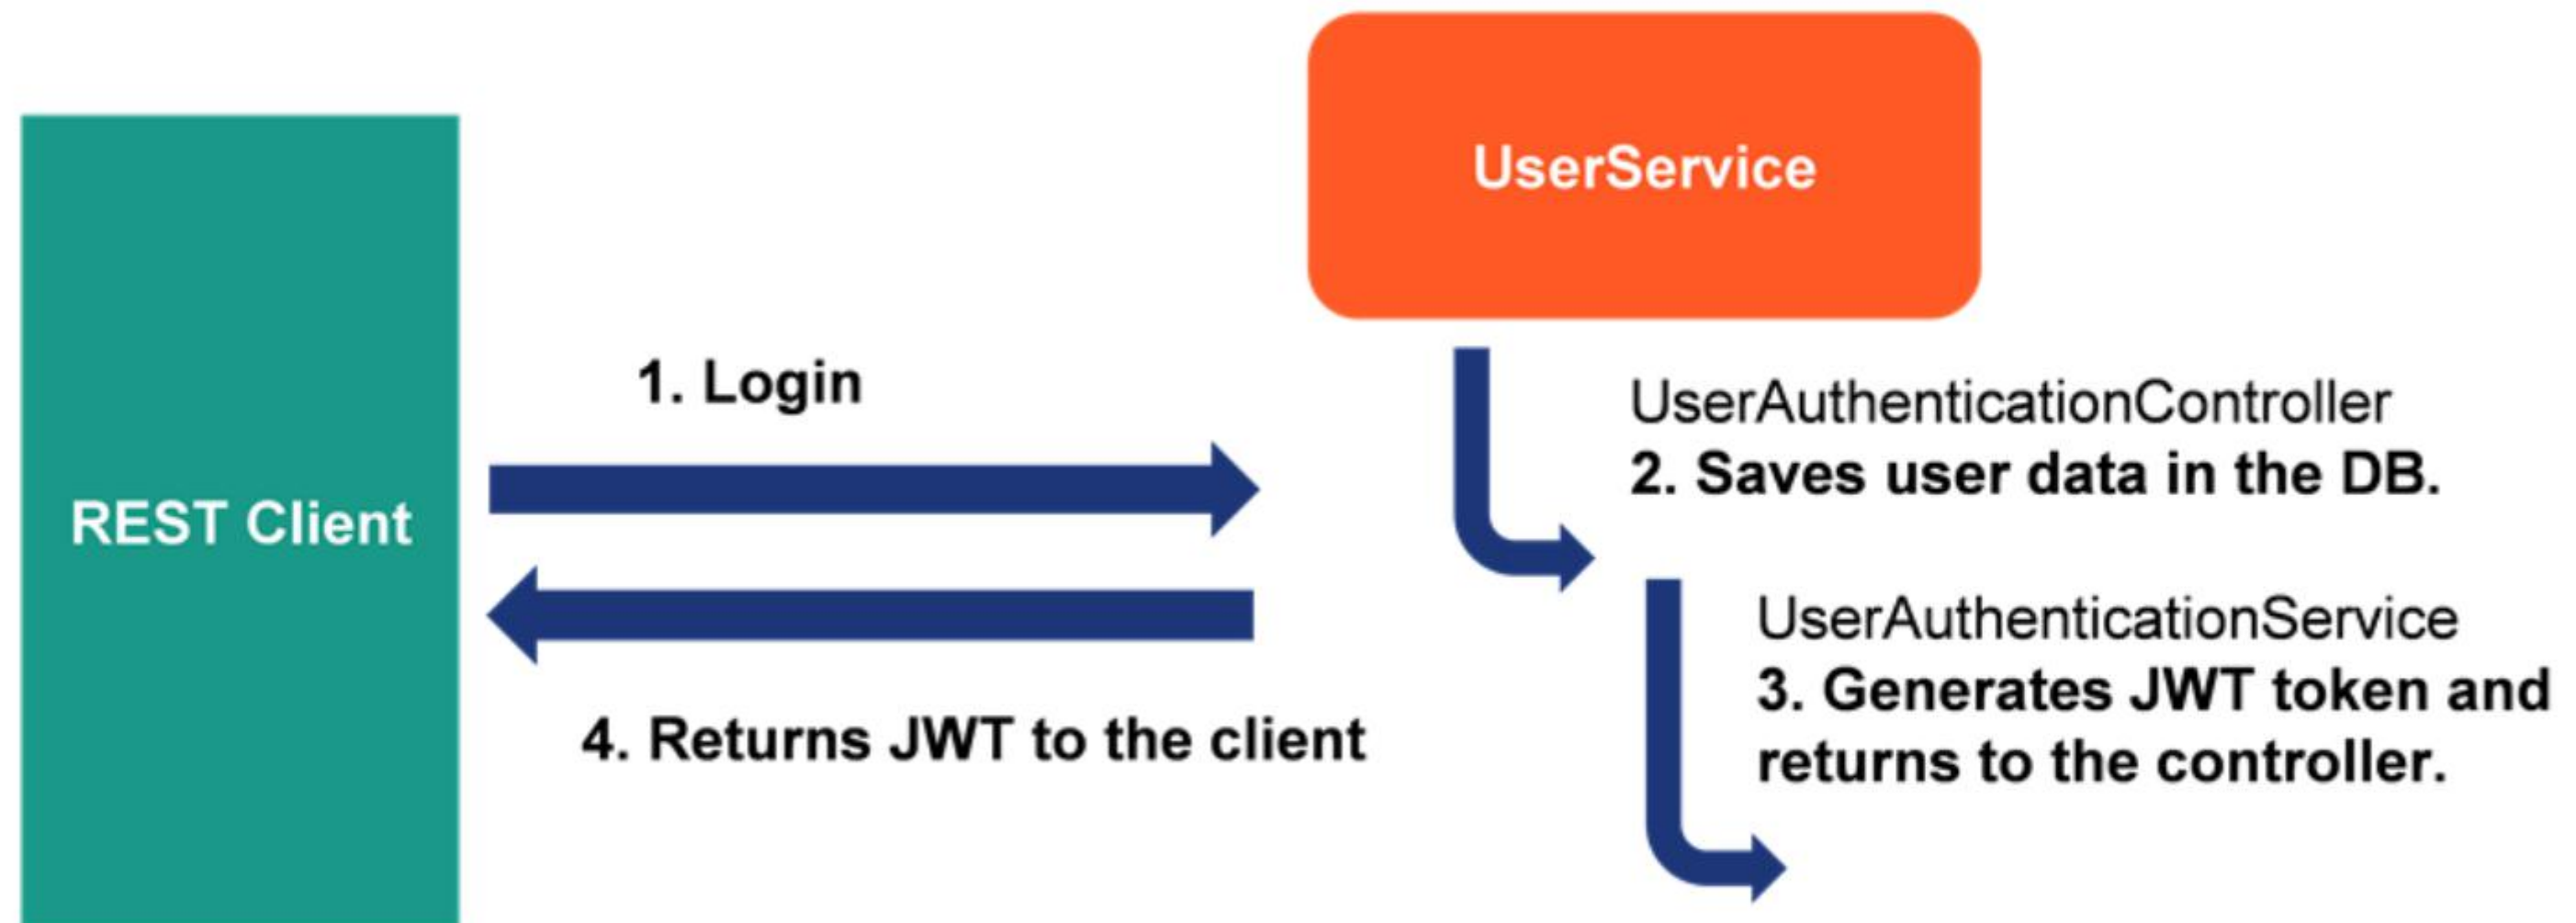 UserService
1. Login
UserAuthenticationController
2. Saves user data in the DB.
REST Client
UserAuthenticationService
3. Generates JWT token and
returns to the controller.
4. Returns JWT to the client